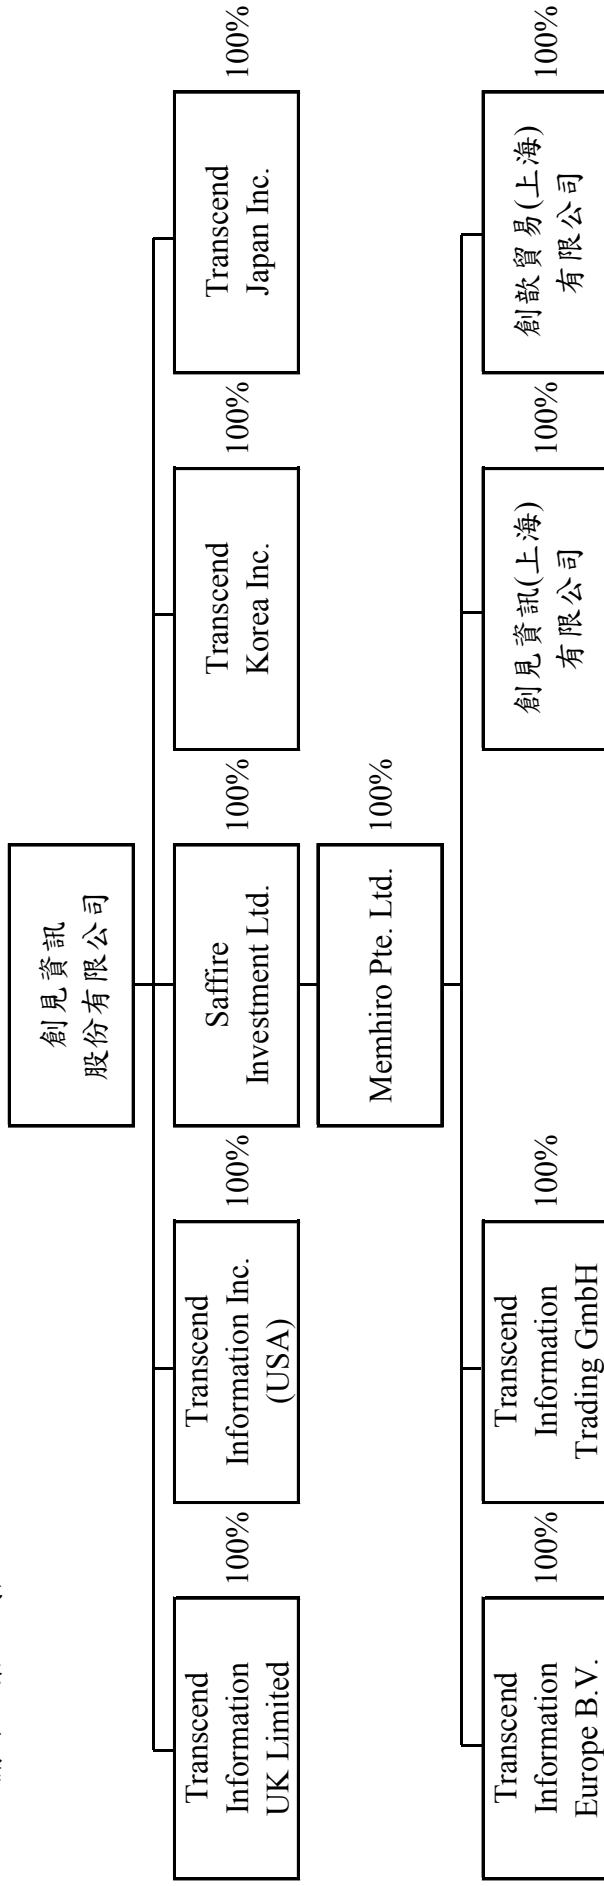 創見資訊
股份有限公司
Transcend
Information
UK Limited
100%
Transcend
Information Inc.
(USA)
100%
Saffire
Investment Ltd.
100%
Transcend
Korea Inc.
100%
Transcend
Japan Inc.
100%
Memhiro Pte. Ltd.
100%
Transcend
Information
Europe B.V.
100%
Transcend
Information
Trading GmbH
100%
創見資訊(上海)
有限公司
100%
創歆貿易(上海)
有限公司
100%